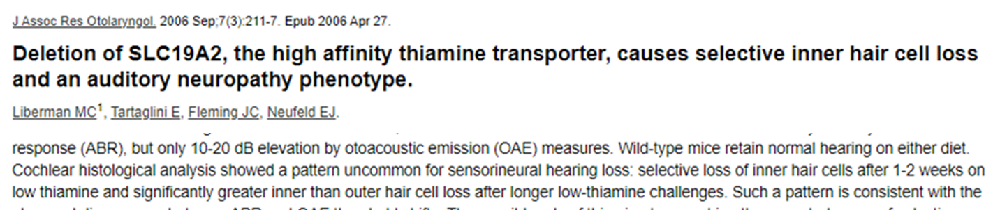 J Assoc Res Otolaryngol. 2006 Sep;7(3):211-7. Epub 2006 Apr 27.
Deletion of SLC19A2, the high affinity thiamine transporter, causes selective inner hair cell loss
and an auditory neuropathy phenotype.
Liberman MC1, Tartaglini E, Fleming JC, Neufeld EJ.
response (ABR), but only 10-20 dB elevation by otoacoustic emission (OAE) measures. Wild-type mice retain normal hearing on either diet.
Cochlear histological analysis showed a pattern uncommon for sensorineural hearing loss: selective loss of inner hair cells after 1-2 weeks on
low thiamine and significantly greater inner than outer hair cell loss after longer low-thiamine challenges. Such a pattern is consistent with the